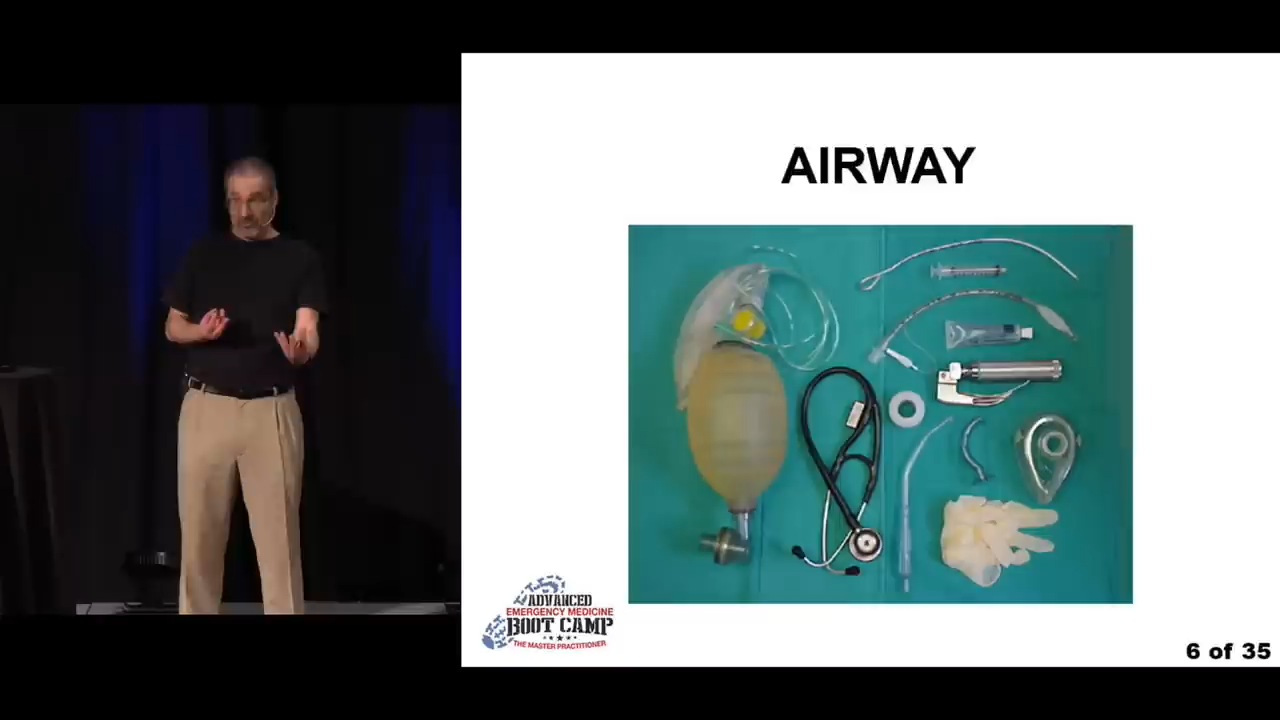 AIRWAY
ADVANCED
EMERGENCY MEDICINE
BOOT CAMP
THE MASTER PRACTITIONER
6 of 35